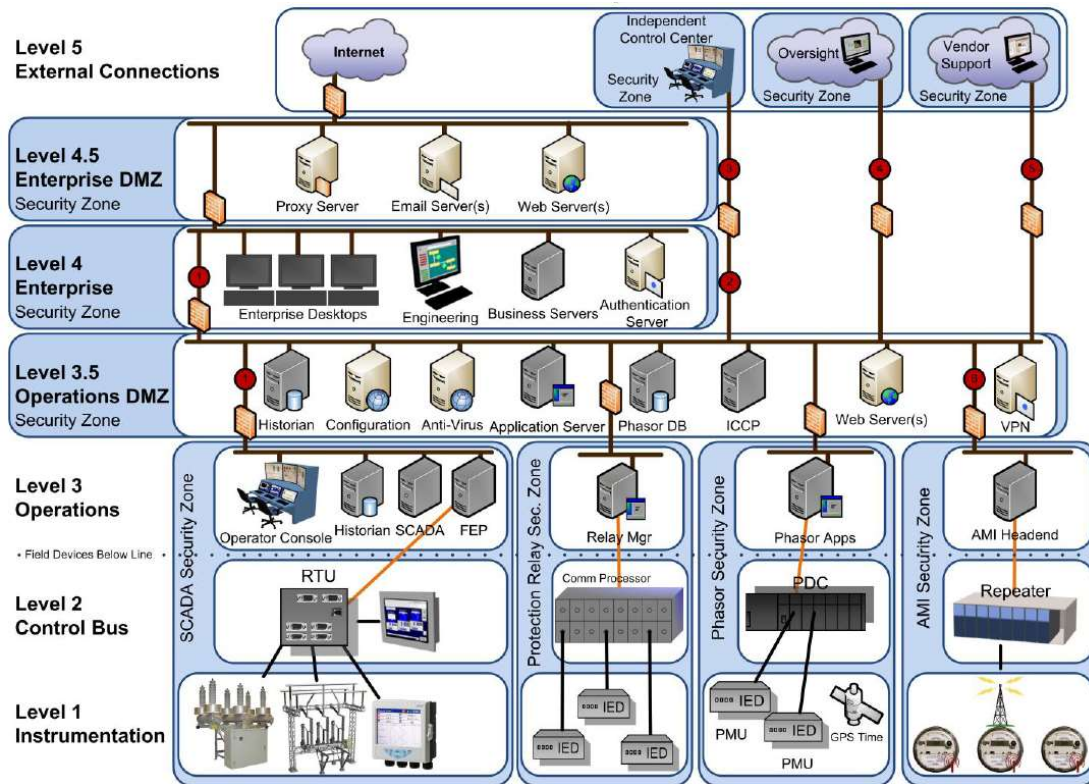 Level 5
External Connections
Internet
Independent
Control Center
Security
Zone
Oversight
Security Zone
Vendor
Support
Security Zone
Level 4.5
Enterprise DMZ
Security Zone
Proxy Server
Email Server(s)
Web Server(s)
3
4
5
Level 4
Enterprise
Security Zone
1
2
Enterprise Desktops
Engineering
Business Servers
Authentication
Server
Level 3.5
Operations DMZ
Security Zone
Historian
Configuration
Anti-Virus
Application Server
Phasor DB
ICCP
Web Server(s)
VPN
Level 3
Operations
SCADA Security Zone
Operator Console
Historian
SCADA
FEP
Protection Relay Sec. Zone
Relay Mgr
Phasor Security Zone
Phasor Apps
AMI Security Zone
AMI Headend
• Field Devices Below Line
Level 2
Control Bus
RTU
Comm Processor
PDC
Repeater
Level 1
Instrumentation
IED
IED
IED
IED
PMU
IED
PMU
GPS Time